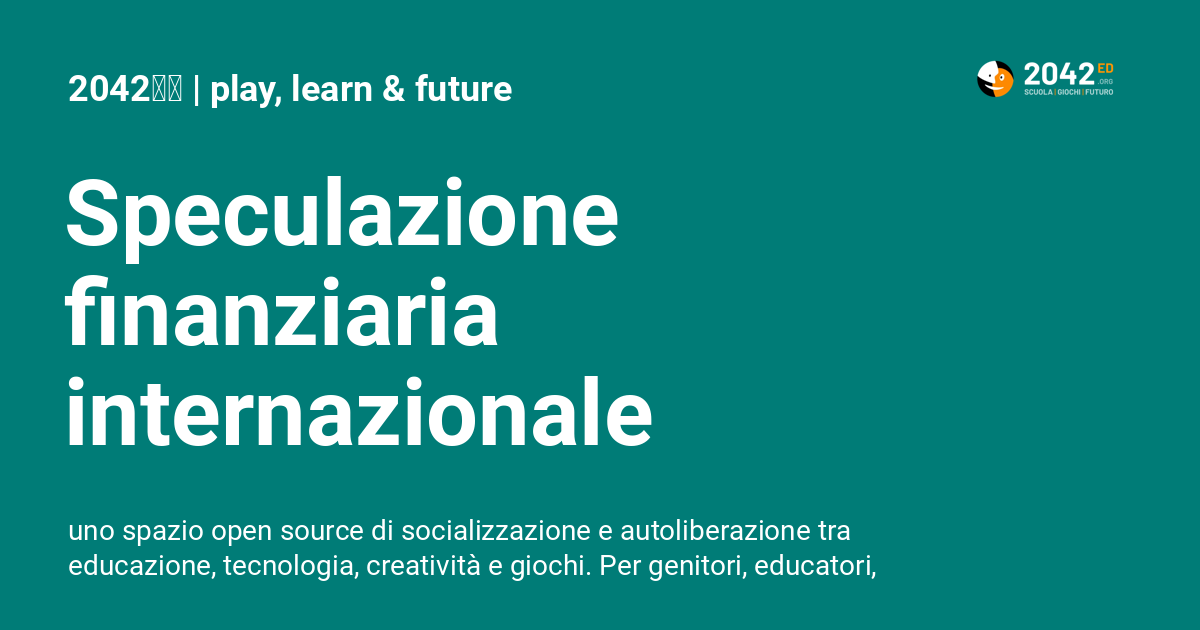 2042 | play, learn & future
2042 ED
.ORG
SCUOLA | GIOCHI | FUTURO
Speculazione
finanziaria
internazionale
uno spazio open source di socializzazione e autoliberazione tra
educazione, tecnologia, creatività e giochi. Per genitori, educatori,